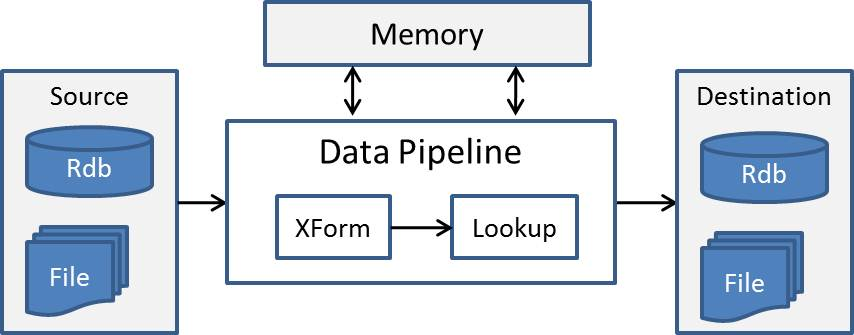 Memory
Source
Rdb
File
Data Pipeline
XForm
Lookup
Destination
Rdb
File